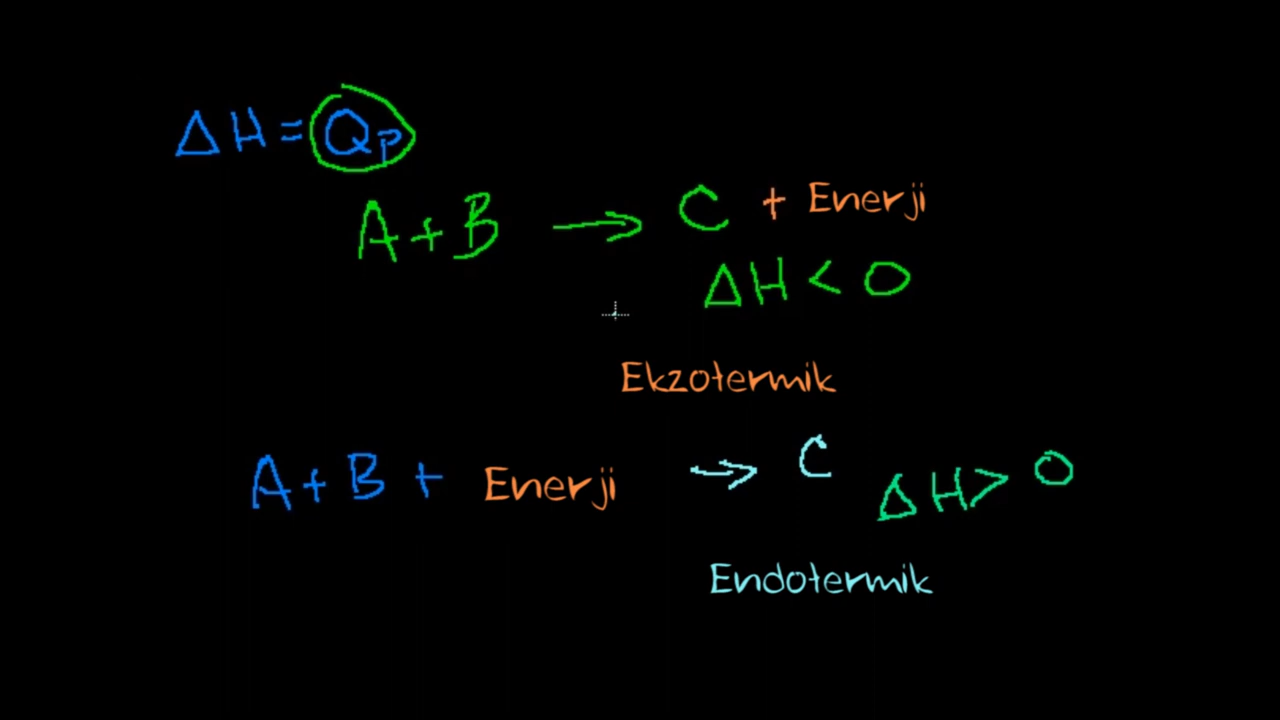 ΔH = Qp
A + B → C + Enerji
ΔH < 0
Ekzotermik
A + B + Enerji → C ΔH > 0
Endotermik